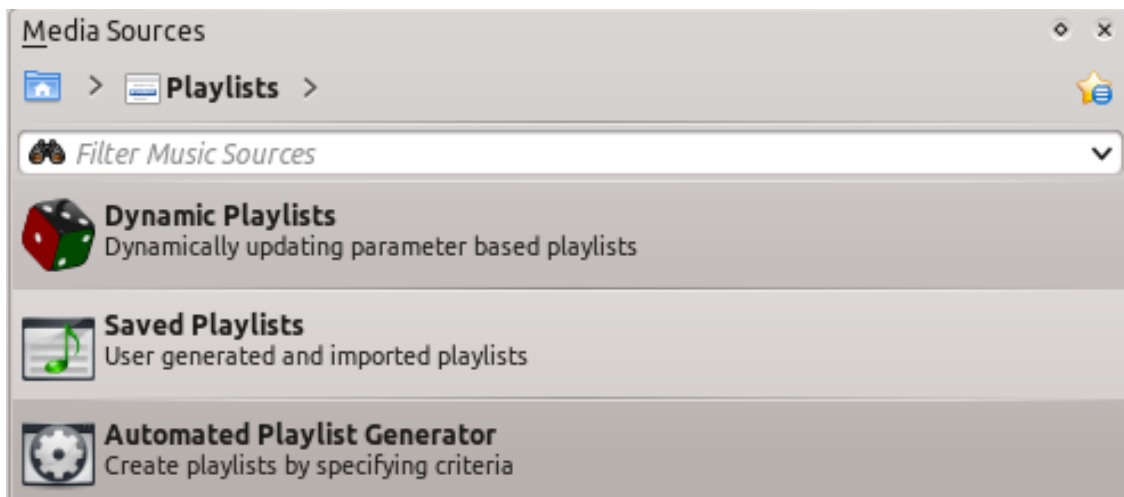 Media Sources
> Playlists >
Filter Music Sources
Dynamic Playlists
Dynamically updating parameter based playlists
Saved Playlists
User generated and imported playlists
Automated Playlist Generator
Create playlists by specifying criteria